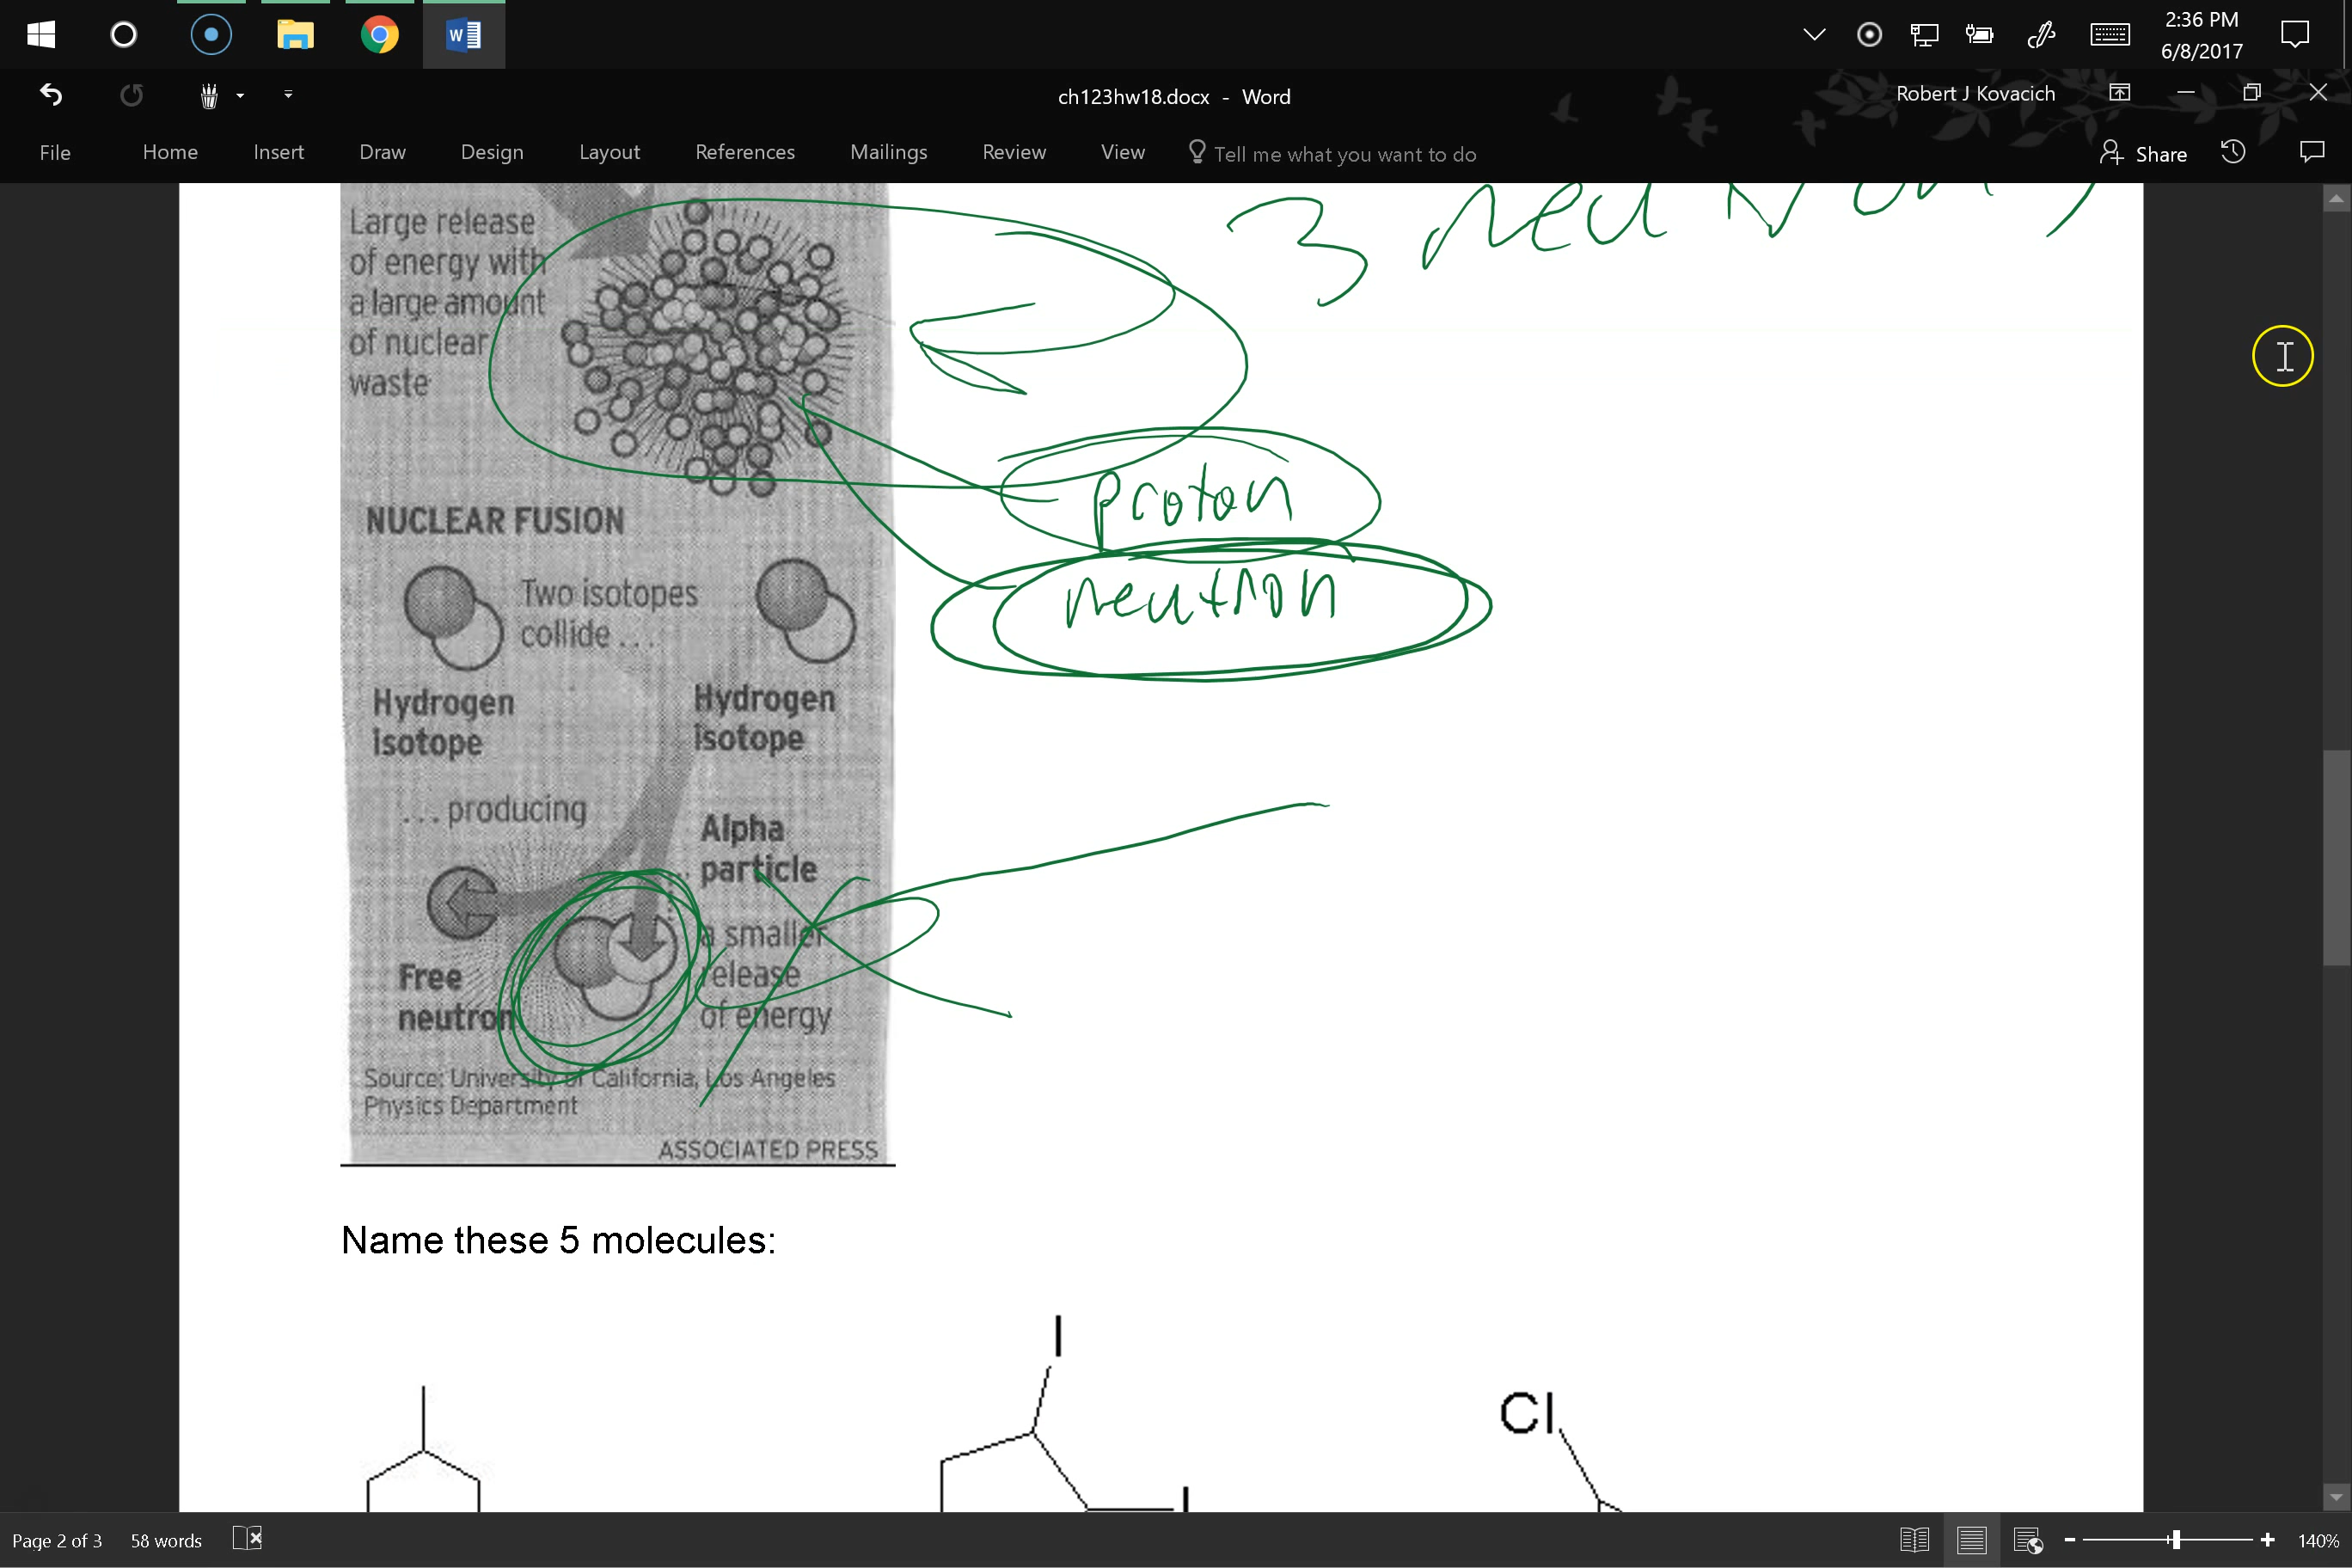 2:36 PM
6/8/2017
ch123hw18.docx - Word
Robert J Kovacich
File Home Insert Draw Design Layout References Mailings Review View Tell me what you want to do Share
3 neutrons
Large release
of energy with
a large amount
of nuclear
waste
proton
neutron
NUCLEAR FUSION
Two isotopes
collide ...
Hydrogen
isotope
Hydrogen
isotope
... producing
Alpha
particle
... a smaller
release
of energy
Free
neutron
Source: University of California, Los Angeles
Physics Department
ASSOCIATED PRESS
Name these 5 molecules:
I
Cl
I
Page 2 of 3 58 words
140%